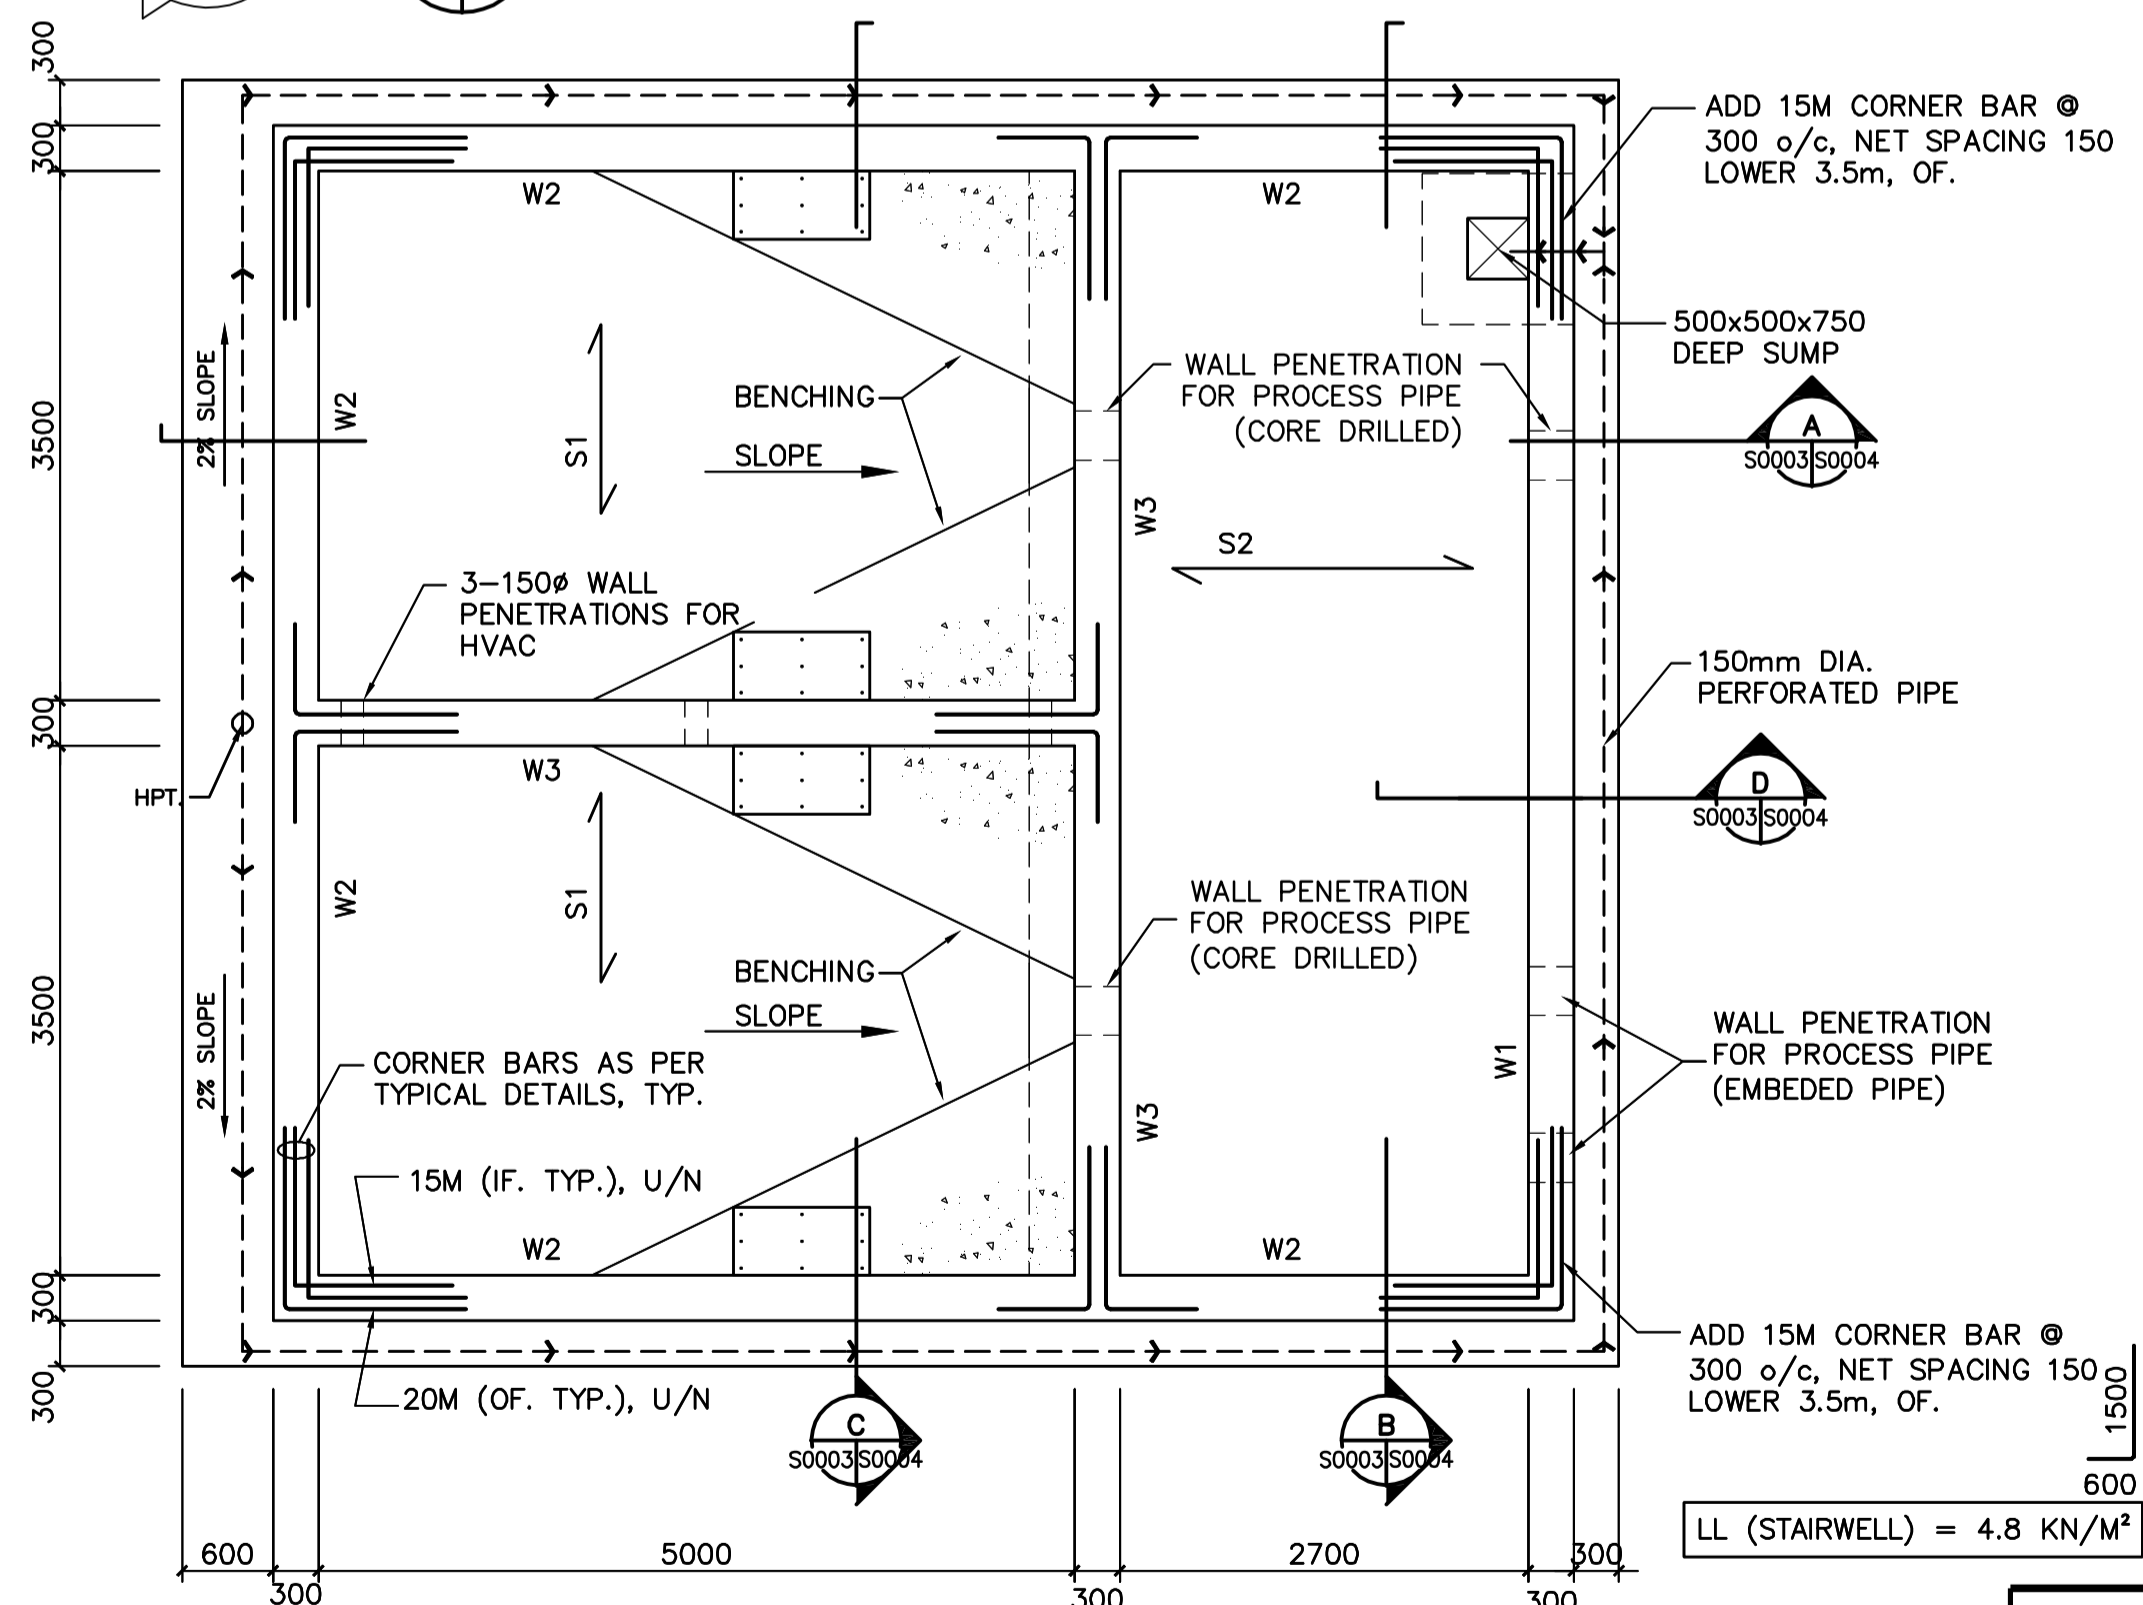 300
300
3500
300
3500
300
300
ADD 15M CORNER BAR @
300 o/c, NET SPACING 150
LOWER 3.5m, OF.
W2
W2
500x500x750
DEEP SUMP
2% SLOPE
W2
S1
BENCHING
SLOPE
WALL PENETRATION
FOR PROCESS PIPE
(CORE DRILLED)
A
S0003 S0004
W3
S2
3-150ø WALL
PENETRATIONS FOR
HVAC
150mm DIA.
PERFORATED PIPE
HPT.
W3
D
S0003 S0004
W2
S1
WALL PENETRATION
FOR PROCESS PIPE
(CORE DRILLED)
BENCHING
SLOPE
2% SLOPE
WALL PENETRATION
FOR PROCESS PIPE
(EMBEDED PIPE)
W1
CORNER BARS AS PER
TYPICAL DETAILS, TYP.
W3
15M (IF. TYP.), U/N
W2
W2
20M (OF. TYP.), U/N
ADD 15M CORNER BAR @
300 o/c, NET SPACING 150
LOWER 3.5m, OF.
C
S0003 S0004
B
S0003 S0004
1500
600
LL (STAIRWELL) = 4.8 KN/M²
600
5000
2700
300
300
300
300